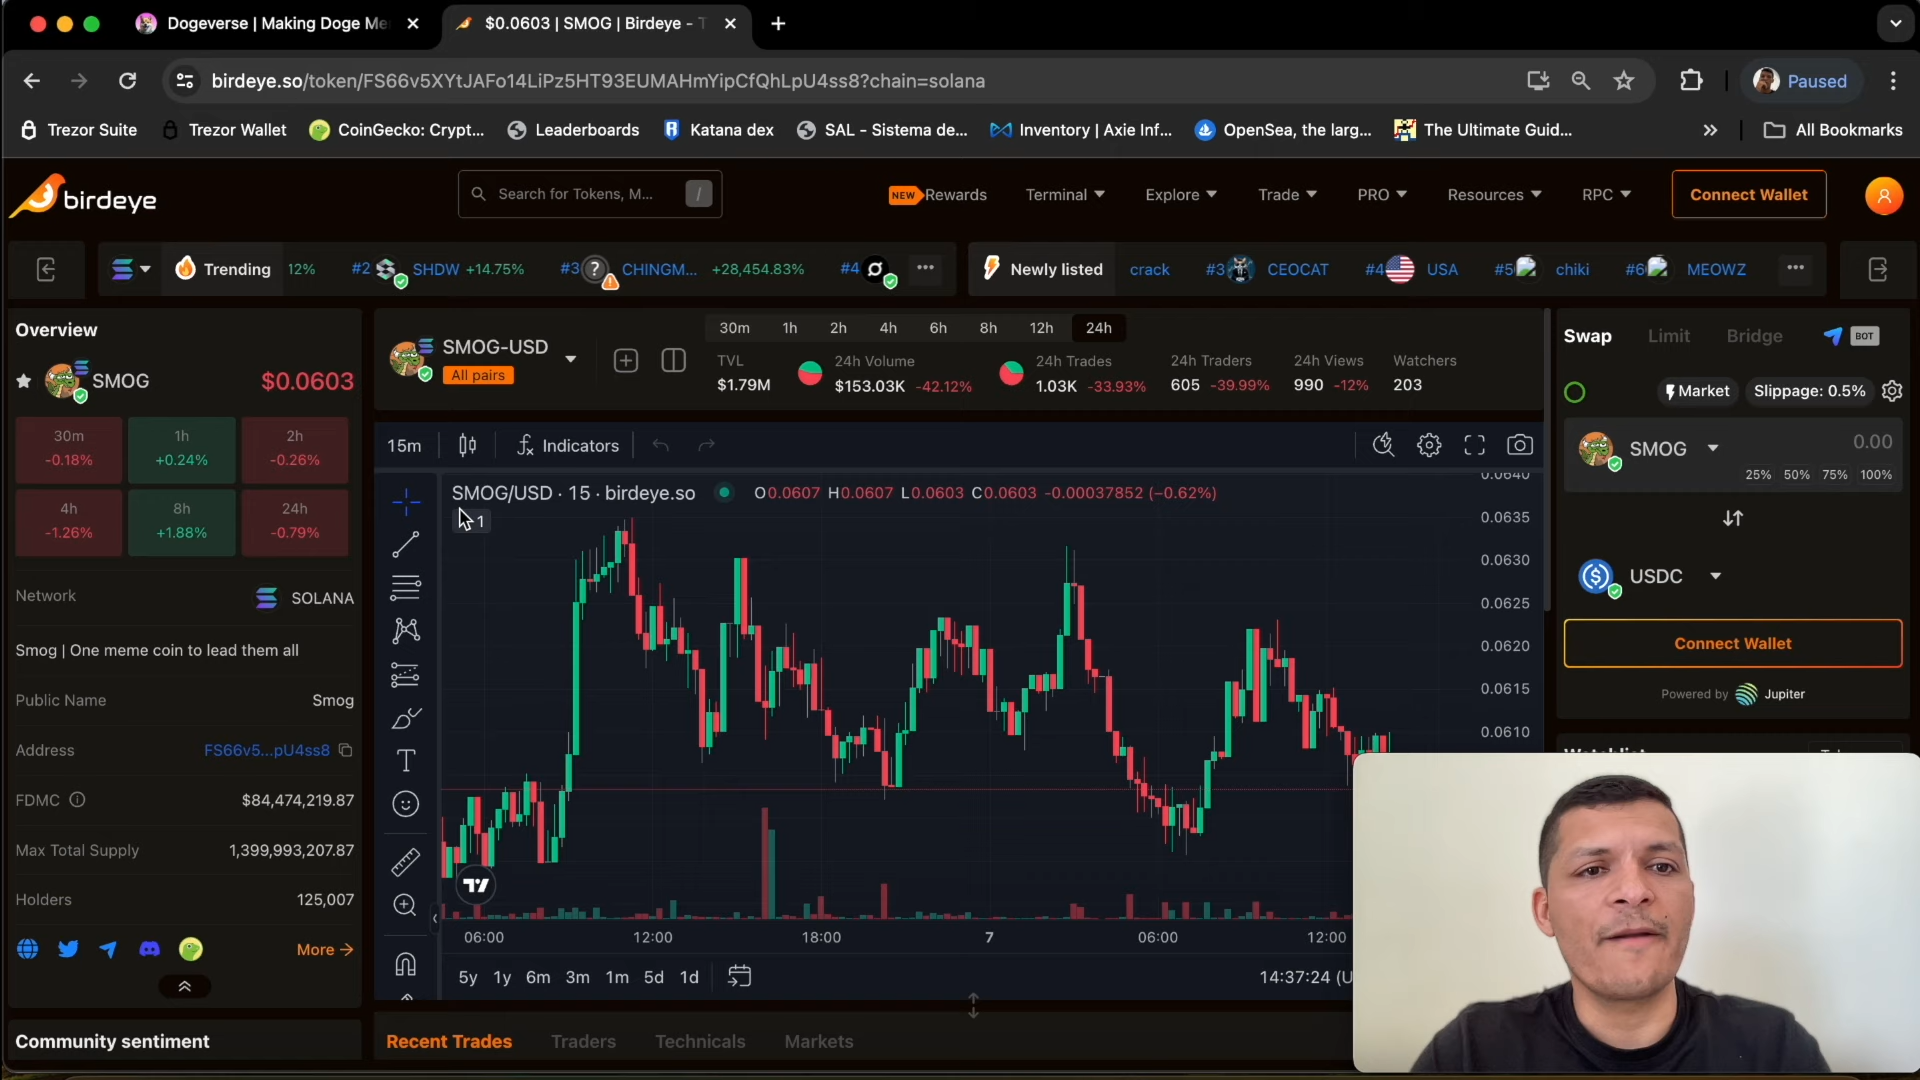 Dogeverse | Making Doge Me
$0.0603 | SMOG | Birdeye - T
birdeye.so/token/FS66v5XYtJAFo14LiPz5HT93EUMAHmYipCfQhLpU4ss8?chain=solana
Paused
Trezor Suite
Trezor Wallet
CoinGecko: Crypt...
Leaderboards
Katana dex
SAL - Sistema de...
Inventory | Axie Inf...
OpenSea, the larg...
The Ultimate Guid...
All Bookmarks
birdeye
Search for Tokens, M...
/
NEW Rewards
Terminal
Explore
Trade
PRO
Resources
RPC
Connect Wallet
Trending
12%
#2 SHDW +14.75%
#3 ? CHINGM... +28,454.83%
#4
Newly listed
crack
#3 CEOCAT
#4 USA
#5 chiki
#6 MEOWZ
Overview
SMOG
$0.0603
30m
-0.18%
1h
+0.24%
2h
-0.26%
4h
-1.26%
8h
+1.88%
24h
-0.79%
Network
SOLANA
Smog | One meme coin to lead them all
Public Name
Smog
Address
FS66v5...pU4ss8
FDMC
$84,474,219.87
Max Total Supply
1,399,993,207.87
Holders
125,007
More
Community sentiment
SMOG-USD
All pairs
30m 1h 2h 4h 6h 8h 12h 24h
TVL
$1.79M
24h Volume
$153.03K -42.12%
24h Trades
1.03K -33.93%
24h Traders
605 -39.99%
24h Views
990 -12%
Watchers
203
15m
Indicators
SMOG/USD · 15 · birdeye.so
O0.0607 H0.0607 L0.0603 C0.0603 -0.00037852 (−0.62%)
1
0.0640
0.0635
0.0630
0.0625
0.0620
0.0615
0.0610
06:00 12:00 18:00 7 06:00 12:00
5y 1y 6m 3m 1m 5d 1d
14:37:24 (U
Recent Trades
Traders
Technicals
Markets
Swap
Limit
Bridge
BOT
Market
Slippage: 0.5%
SMOG
0.00
25% 50% 75% 100%
USDC
Connect Wallet
Powered by Jupiter